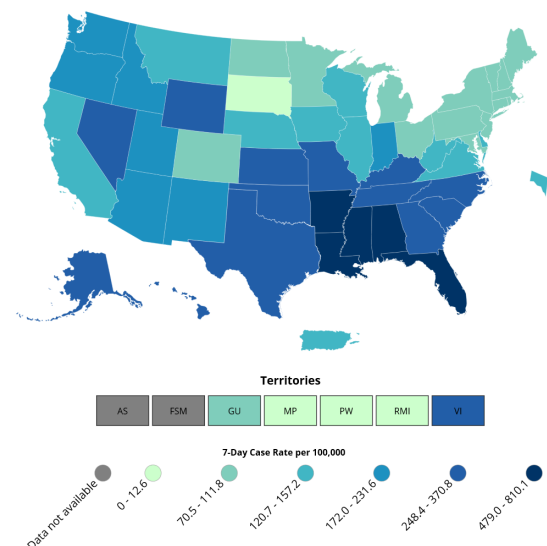 Territories
AS FSM GU MP PW RMI VI
7-Day Case Rate per 100,000
Data not available
0 - 12.6
70.5 - 111.8
120.7 - 157.2
172.0 - 231.6
248.4 - 370.8
479.0 - 810.1